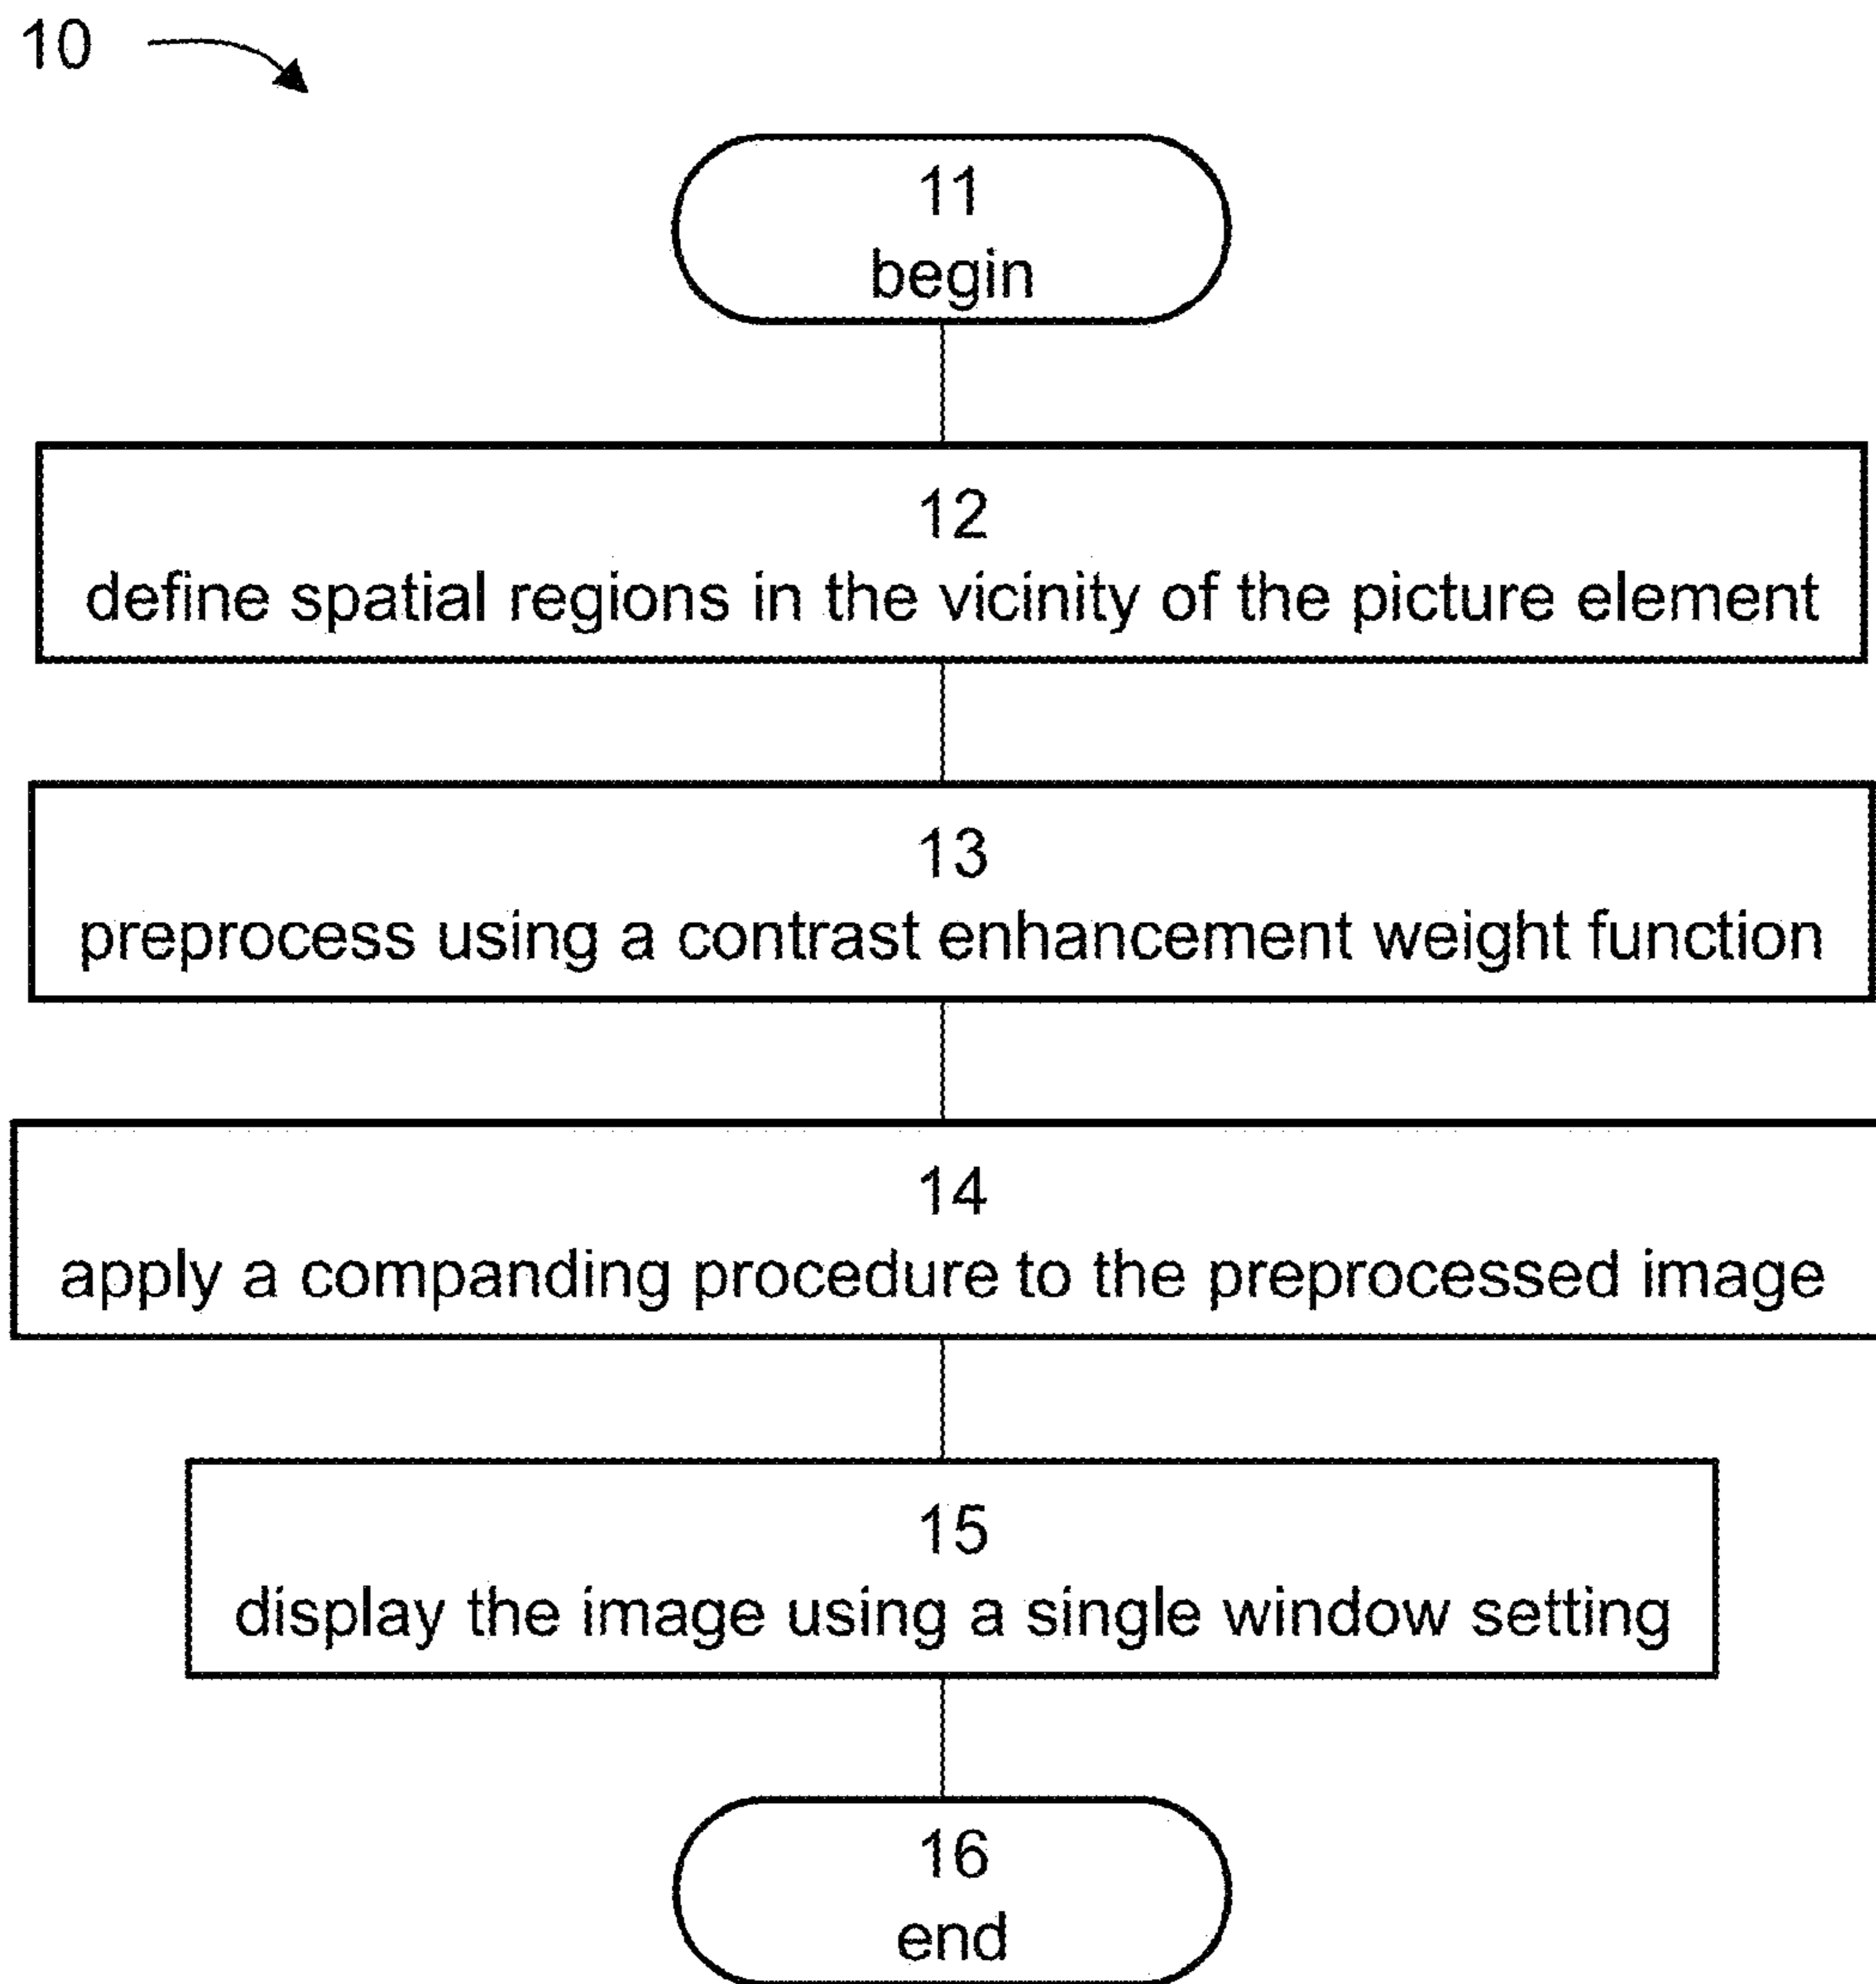 10
11
begin
12
define spatial regions in the vicinity of the picture element
13
preprocess using a contrast enhancement weight function
14
apply a companding procedure to the preprocessed image
15
display the image using a single window setting
16
end